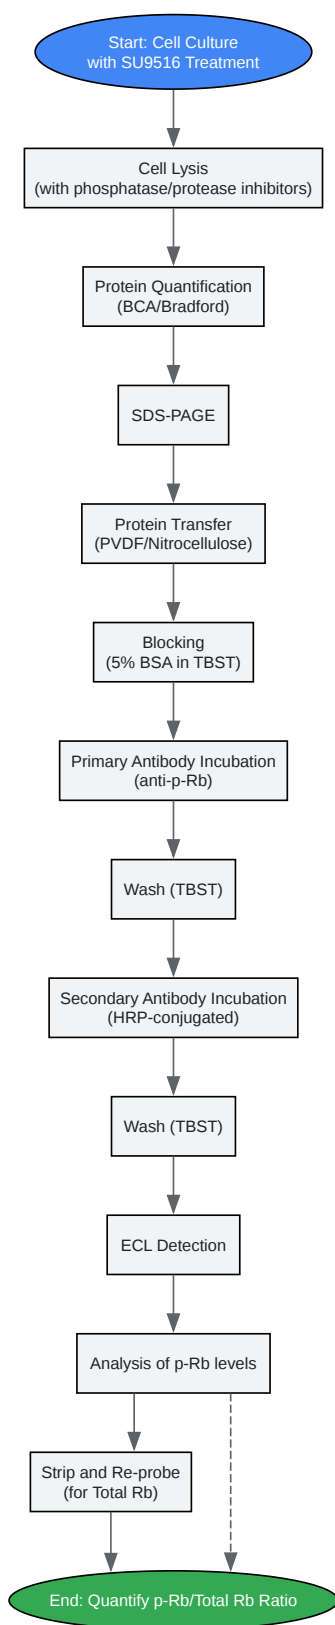 Start: Cell Culture
with SU9516 Treatment
Cell Lysis
(with phosphatase/protease inhibitors)
Protein Quantification
(BCA/Bradford)
SDS-PAGE
Protein Transfer
(PVDF/Nitrocellulose)
Blocking
(5% BSA in TBST)
Primary Antibody Incubation
(anti-p-Rb)
Wash (TBST)
Secondary Antibody Incubation
(HRP-conjugated)
Wash (TBST)
ECL Detection
Analysis of p-Rb levels
Strip and Re-probe
(for Total Rb)
End: Quantify p-Rb/Total Rb Ratio